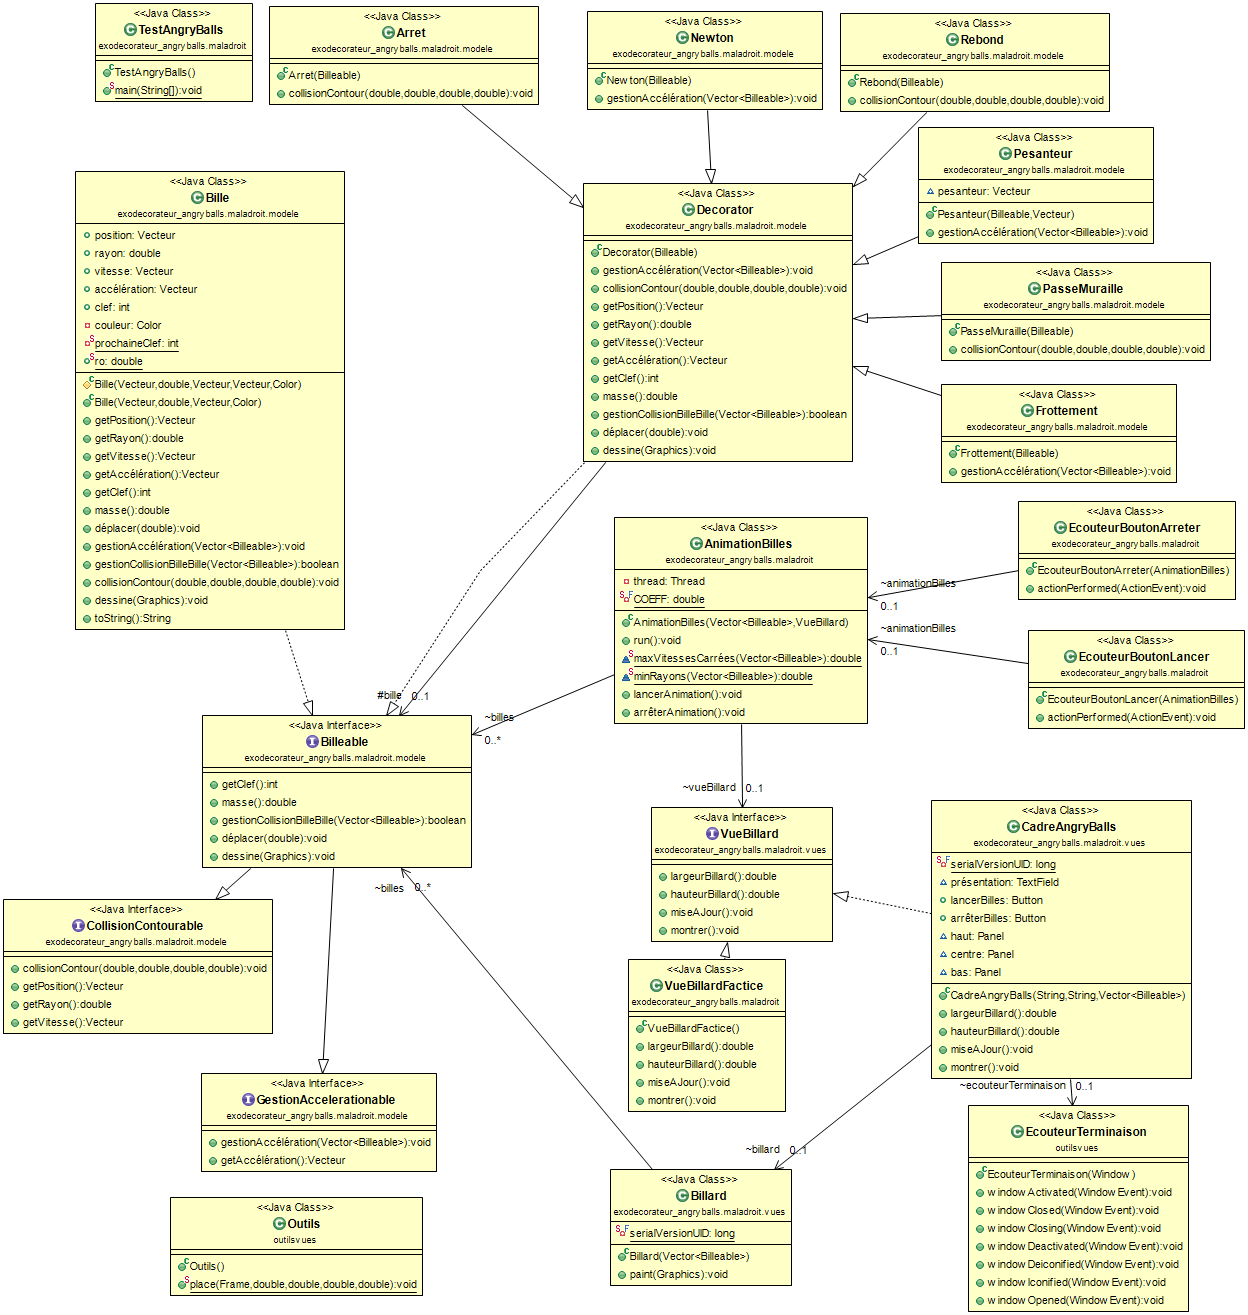 <<Java Class>>
TestAngryBalls
exodecorateur_angryballs.maladroit
TestAngryBalls()
main(String[]):void
<<Java Class>>
Arret
exodecorateur_angryballs.maladroit.modele
Arret(Billeable)
collisionContour(double,double,double,double):void
<<Java Class>>
Newton
exodecorateur_angryballs.maladroit.modele
Newton(Billeable)
gestionAccélération(Vector<Billeable>):void
<<Java Class>>
Rebond
exodecorateur_angryballs.maladroit.modele
Rebond(Billeable)
collisionContour(double,double,double,double):void
<<Java Class>>
Pesanteur
exodecorateur_angryballs.maladroit.modele
pesanteur: Vecteur
Pesanteur(Billeable,Vecteur)
gestionAccélération(Vector<Billeable>):void
<<Java Class>>
Bille
exodecorateur_angryballs.maladroit.modele
position: Vecteur
rayon: double
vitesse: Vecteur
accélération: Vecteur
clef: int
couleur: Color
prochaineClef: int
ro: double
Bille(Vecteur,double,Vecteur,Vecteur,Color)
Bille(Vecteur,double,Vecteur,Color)
getPosition():Vecteur
getRayon():double
getVitesse():Vecteur
getAccélération():Vecteur
getClef():int
masse():double
déplacer(double):void
gestionAccélération(Vector<Billeable>):void
gestionCollisionBilleBille(Vector<Billeable>):boolean
collisionContour(double,double,double,double):void
dessine(Graphics):void
toString():String
<<Java Class>>
Decorator
exodecorateur_angryballs.maladroit.modele
Decorator(Billeable)
gestionAccélération(Vector<Billeable>):void
collisionContour(double,double,double,double):void
getPosition():Vecteur
getRayon():double
getVitesse():Vecteur
getAccélération():Vecteur
getClef():int
masse():double
gestionCollisionBilleBille(Vector<Billeable>):boolean
déplacer(double):void
dessine(Graphics):void
<<Java Class>>
PasseMuraille
exodecorateur_angryballs.maladroit.modele
PasseMuraille(Billeable)
collisionContour(double,double,double,double):void
<<Java Class>>
Frottement
exodecorateur_angryballs.maladroit.modele
Frottement(Billeable)
gestionAccélération(Vector<Billeable>):void
<<Java Class>>
AnimationBilles
exodecorateur_angryballs.maladroit
thread: Thread
COEFF: double
AnimationBilles(Vector<Billeable>,VueBillard)
run():void
maxVitessesCarrées(Vector<Billeable>):double
minRayons(Vector<Billeable>):double
lancerAnimation():void
arrêterAnimation():void
<<Java Class>>
EcouteurBoutonArreter
exodecorateur_angryballs.maladroit
EcouteurBoutonArreter(AnimationBilles)
actionPerformed(ActionEvent):void
~animationBilles
0..1
~animationBilles
0..1
<<Java Class>>
EcouteurBoutonLancer
exodecorateur_angryballs.maladroit
EcouteurBoutonLancer(AnimationBilles)
actionPerformed(ActionEvent):void
#bille 0..1
~billes
0..*
<<Java Interface>>
Billeable
exodecorateur_angryballs.maladroit.modele
getClef():int
masse():double
gestionCollisionBilleBille(Vector<Billeable>):boolean
déplacer(double):void
dessine(Graphics):void
~vueBillard 0..1
<<Java Interface>>
VueBillard
exodecorateur_angryballs.maladroit.vues
largeurBillard():double
hauteurBillard():double
miseAJour():void
montrer():void
<<Java Class>>
CadreAngryBalls
exodecorateur_angryballs.maladroit.vues
serialVersionUID: long
présentation: TextField
lancerBilles: Button
arrêterBilles: Button
haut: Panel
centre: Panel
bas: Panel
CadreAngryBalls(String,String,Vector<Billeable>)
largeurBillard():double
hauteurBillard():double
miseAJour():void
montrer():void
~billes 0..*
<<Java Interface>>
CollisionContourable
exodecorateur_angryballs.maladroit.modele
collisionContour(double,double,double,double):void
getPosition():Vecteur
getRayon():double
getVitesse():Vecteur
<<Java Class>>
VueBillardFactice
exodecorateur_angryballs.maladroit
VueBillardFactice()
largeurBillard():double
hauteurBillard():double
miseAJour():void
montrer():void
<<Java Interface>>
GestionAccelerationable
exodecorateur_angryballs.maladroit.modele
gestionAccélération(Vector<Billeable>):void
getAccélération():Vecteur
~ecouteurTerminaison 0..1
~billard 0..1
<<Java Class>>
EcouteurTerminaison
outilsvues
EcouteurTerminaison(Window)
windowActivated(WindowEvent):void
windowClosed(WindowEvent):void
windowClosing(WindowEvent):void
windowDeactivated(WindowEvent):void
windowDeiconified(WindowEvent):void
windowIconified(WindowEvent):void
windowOpened(WindowEvent):void
<<Java Class>>
Billard
exodecorateur_angryballs.maladroit.vues
serialVersionUID: long
Billard(Vector<Billeable>)
paint(Graphics):void
<<Java Class>>
Outils
outilsvues
Outils()
place(Frame,double,double,double,double):void